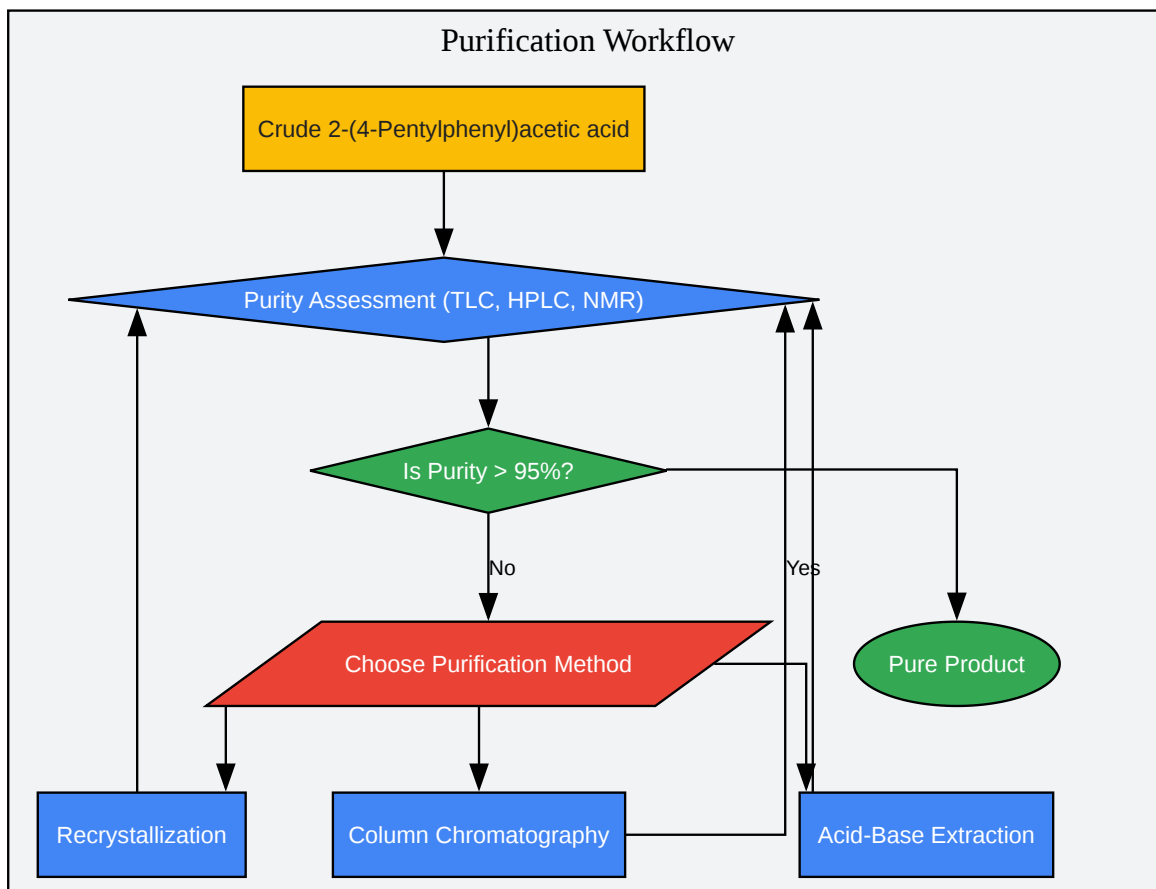 Purification Workflow
Crude 2-(4-Pentylphenyl)acetic acid
Purity Assessment (TLC, HPLC, NMR)
Is Purity > 95%?
No
Yes
Choose Purification Method
Pure Product
Recrystallization
Column Chromatography
Acid-Base Extraction